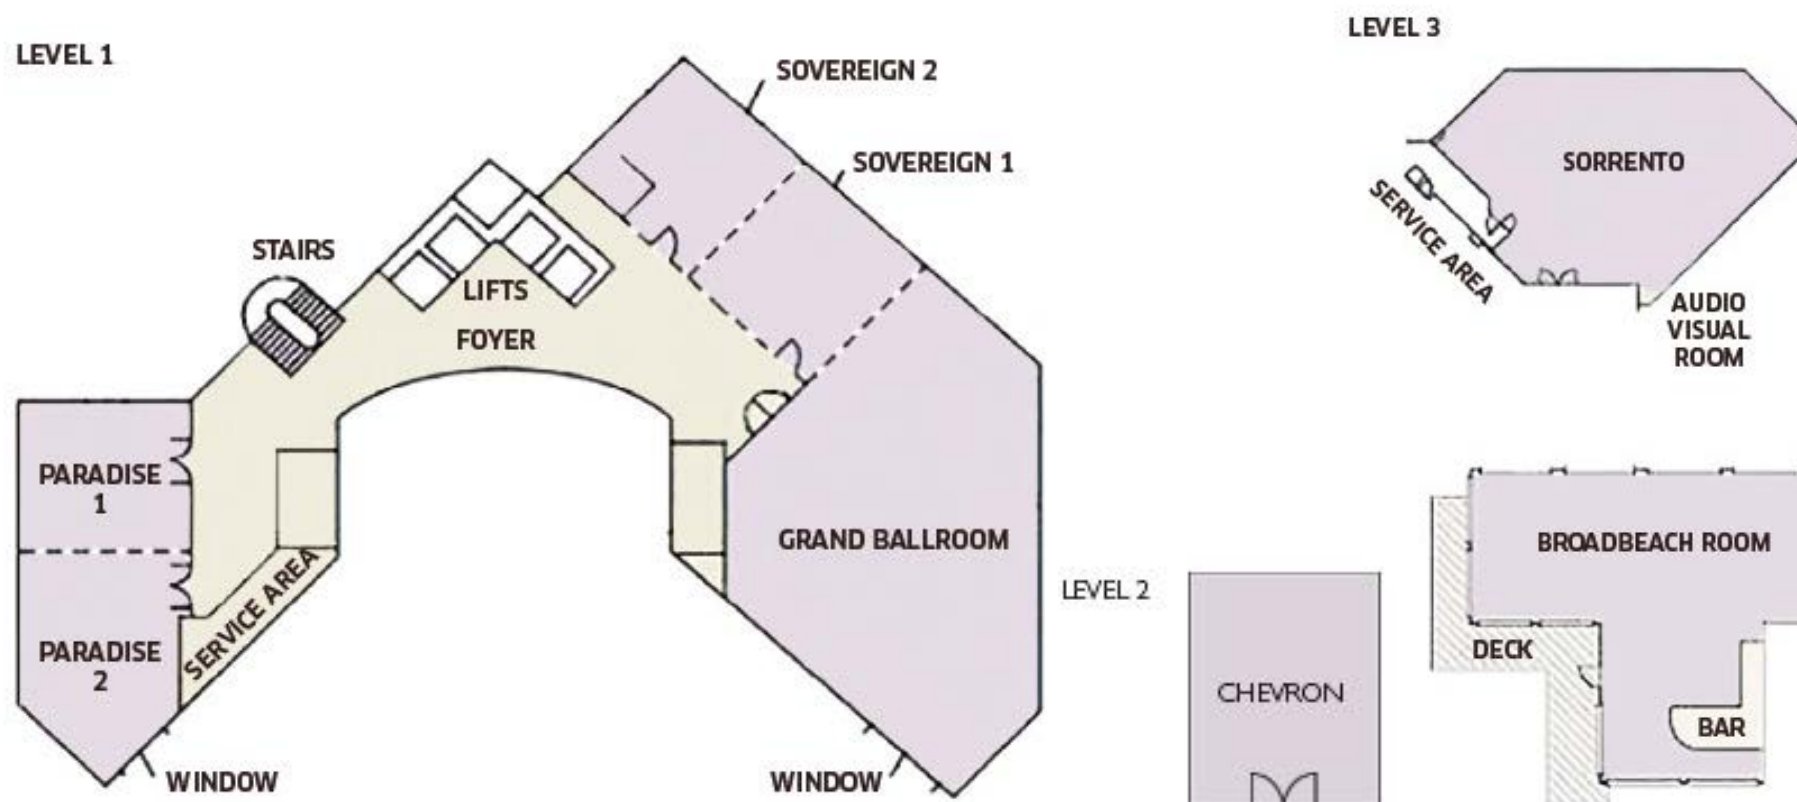 LEVEL 1
SOVEREIGN 2
SOVEREIGN 1
STAIRS
LIFTS
FOYER
PARADISE
1
PARADISE
2
SERVICE AREA
WINDOW
GRAND BALLROOM
WINDOW
LEVEL 3
SORRENTO
SERVICE AREA
AUDIO
VISUAL
ROOM
LEVEL 2
CHEVRON
BROADBEACH ROOM
DECK
BAR